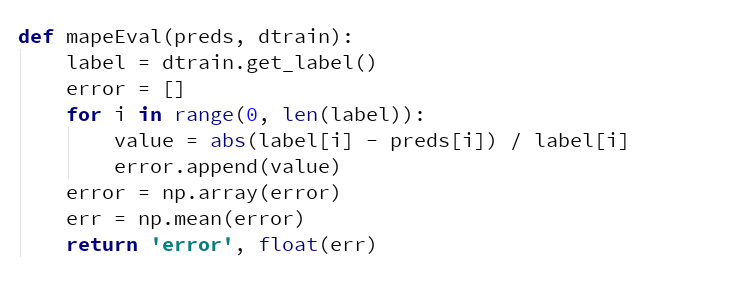 def mapeEval(preds, dtrain):
    label = dtrain.get_label()
    error = []
    for i in range(0, len(label)):
        value = abs(label[i] - preds[i]) / label[i]
        error.append(value)
    error = np.array(error)
    err = np.mean(error)
    return 'error', float(err)